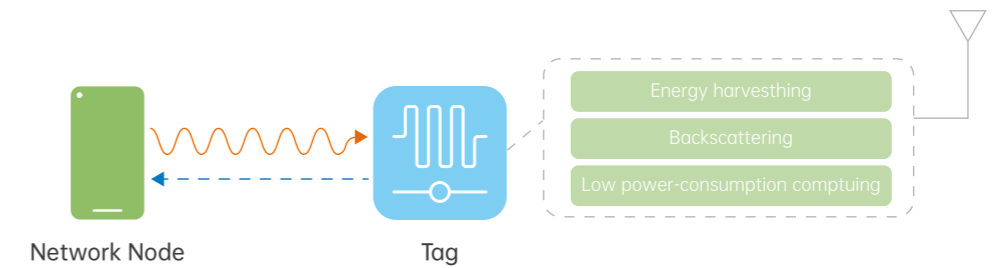 Energy harvesthing
Backscattering
Low power-consumption comptuing
Network Node
Tag